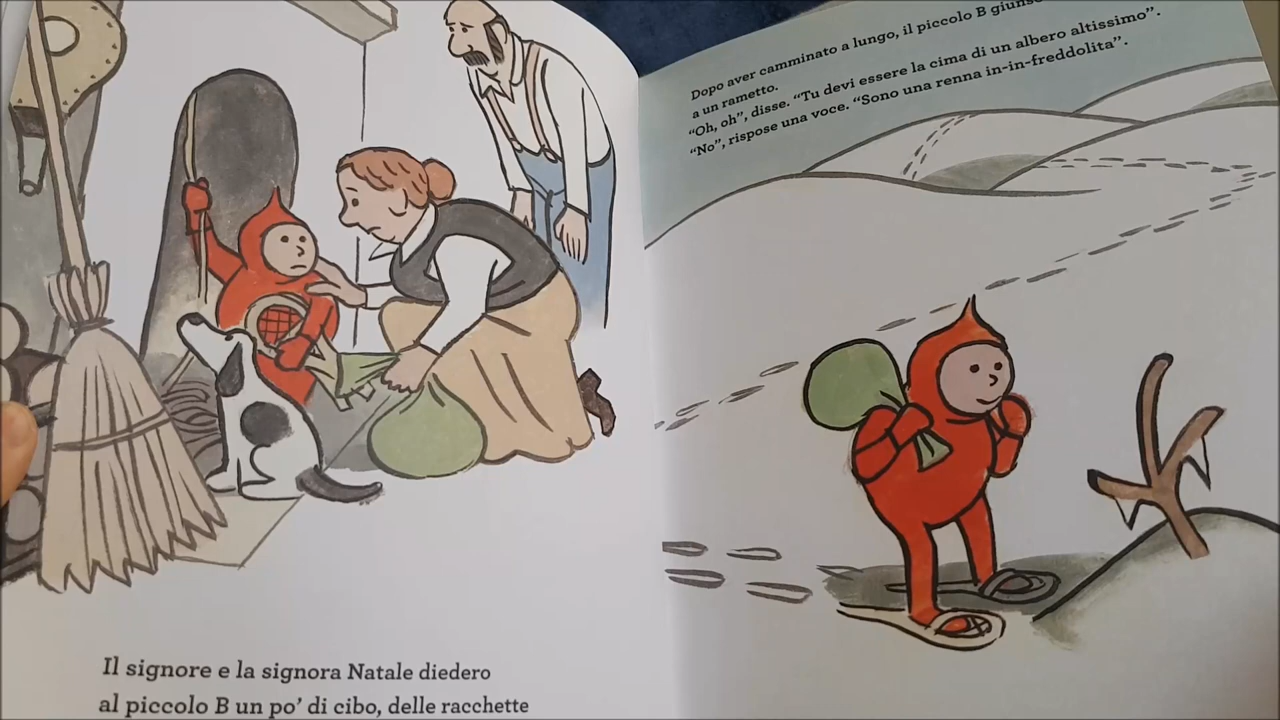 Il signore e la signora Natale diedero
al piccolo B un po’ di cibo, delle racchette
Dopo aver camminato a lungo, il piccolo B giunse
a un rametto.
“Oh, oh”, disse. “Tu devi essere la cima di un albero altissimo”.
“No”, rispose una voce. “Sono una renna in-in-freddolita”.